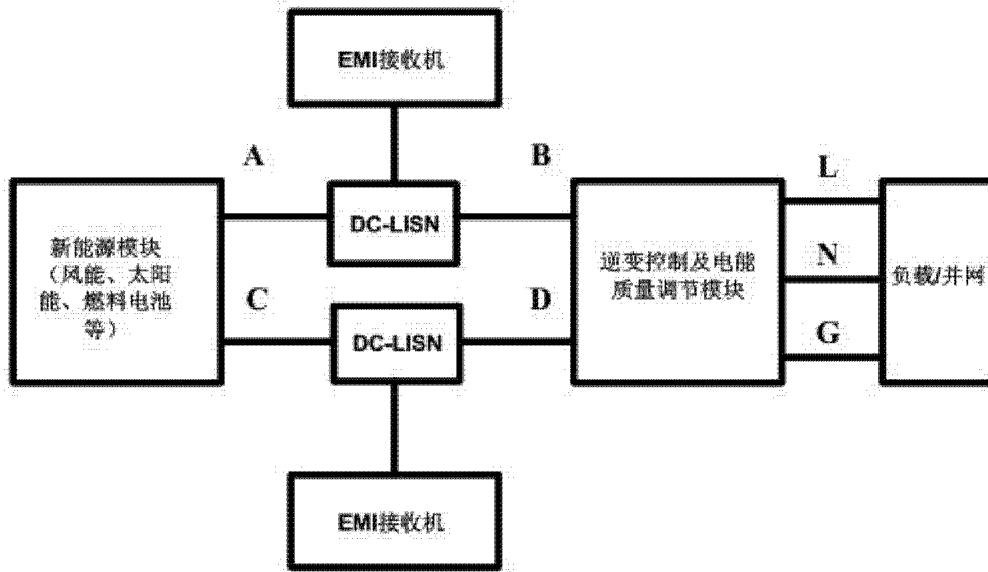 EMI接收机
A
B
L
DC-LISN
新能源模块
（风能、太阳
能、燃料电池
等）
逆变控制及电能
质量调节模块
N
负载/并网
C
D
DC-LISN
G
EMI接收机